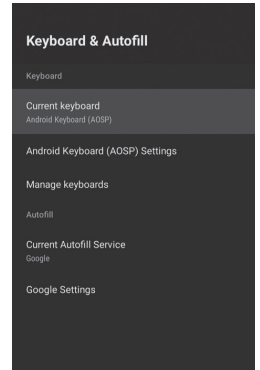 Keyboard & Autofill
Keyboard
Current keyboard
Android Keyboard (AOSP)
Android Keyboard (AOSP) Settings
Manage keyboards
Autofill
Current Autofill Service
Google
Google Settings